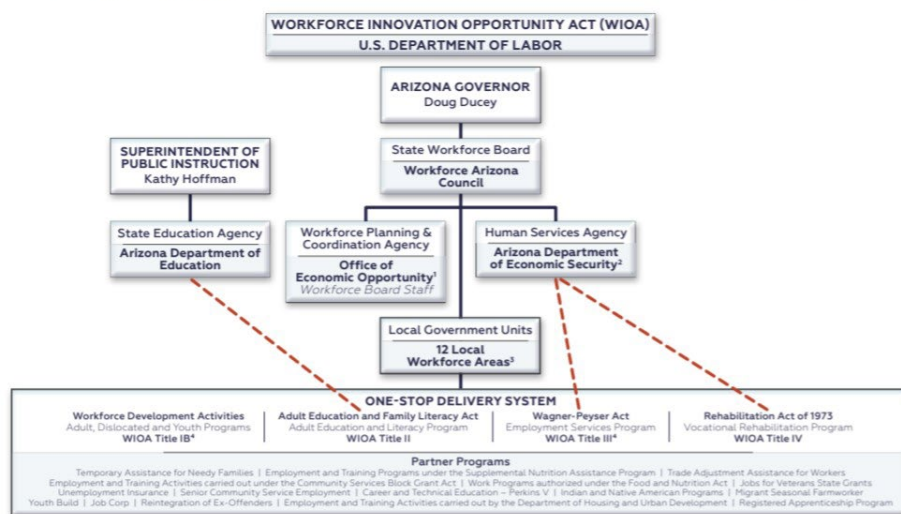 WORKFORCE INNOVATION OPPORTUNITY ACT (WIOA)
U.S. DEPARTMENT OF LABOR
ARIZONA GOVERNOR
Doug Ducey
SUPERINTENDENT OF
PUBLIC INSTRUCTION
Kathy Hoffman
State Workforce Board
Workforce Arizona
Council
State Education Agency
Arizona Department of
Education
Workforce Planning &
Coordination Agency
Office of
Economic Opportunity¹
Workforce Board Staff
Human Services Agency
Arizona Department
of Economic Security²
Local Government Units
12 Local
Workforce Areas³
ONE-STOP DELIVERY SYSTEM
Workforce Development Activities
Adult, Dislocated and Youth Programs
WIOA Title IB⁴
Adult Education and Family Literacy Act
Adult Education and Literacy Program
WIOA Title II
Wagner-Peyser Act
Employment Services Program
WIOA Title III⁴
Rehabilitation Act of 1973
Vocational Rehabilitation Program
WIOA Title IV
Partner Programs
Temporary Assistance for Needy Families | Employment and Training Programs under the Supplemental Nutrition Assistance Program | Trade Adjustment Assistance for Workers
Employment and Training Activities carried out under the Community Services Block Grant Act | Work Programs authorized under the Food and Nutrition Act | Jobs for Veterans State Grants
Unemployment Insurance | Senior Community Service Employment | Career and Technical Education – Perkins V | Indian and Native American Programs | Migrant Seasonal Farmworker
Youth Build | Job Corp | Reintegration of Ex-Offenders | Employment and Training Activities carried out by the Department of Housing and Urban Development | Registered Apprenticeship Program